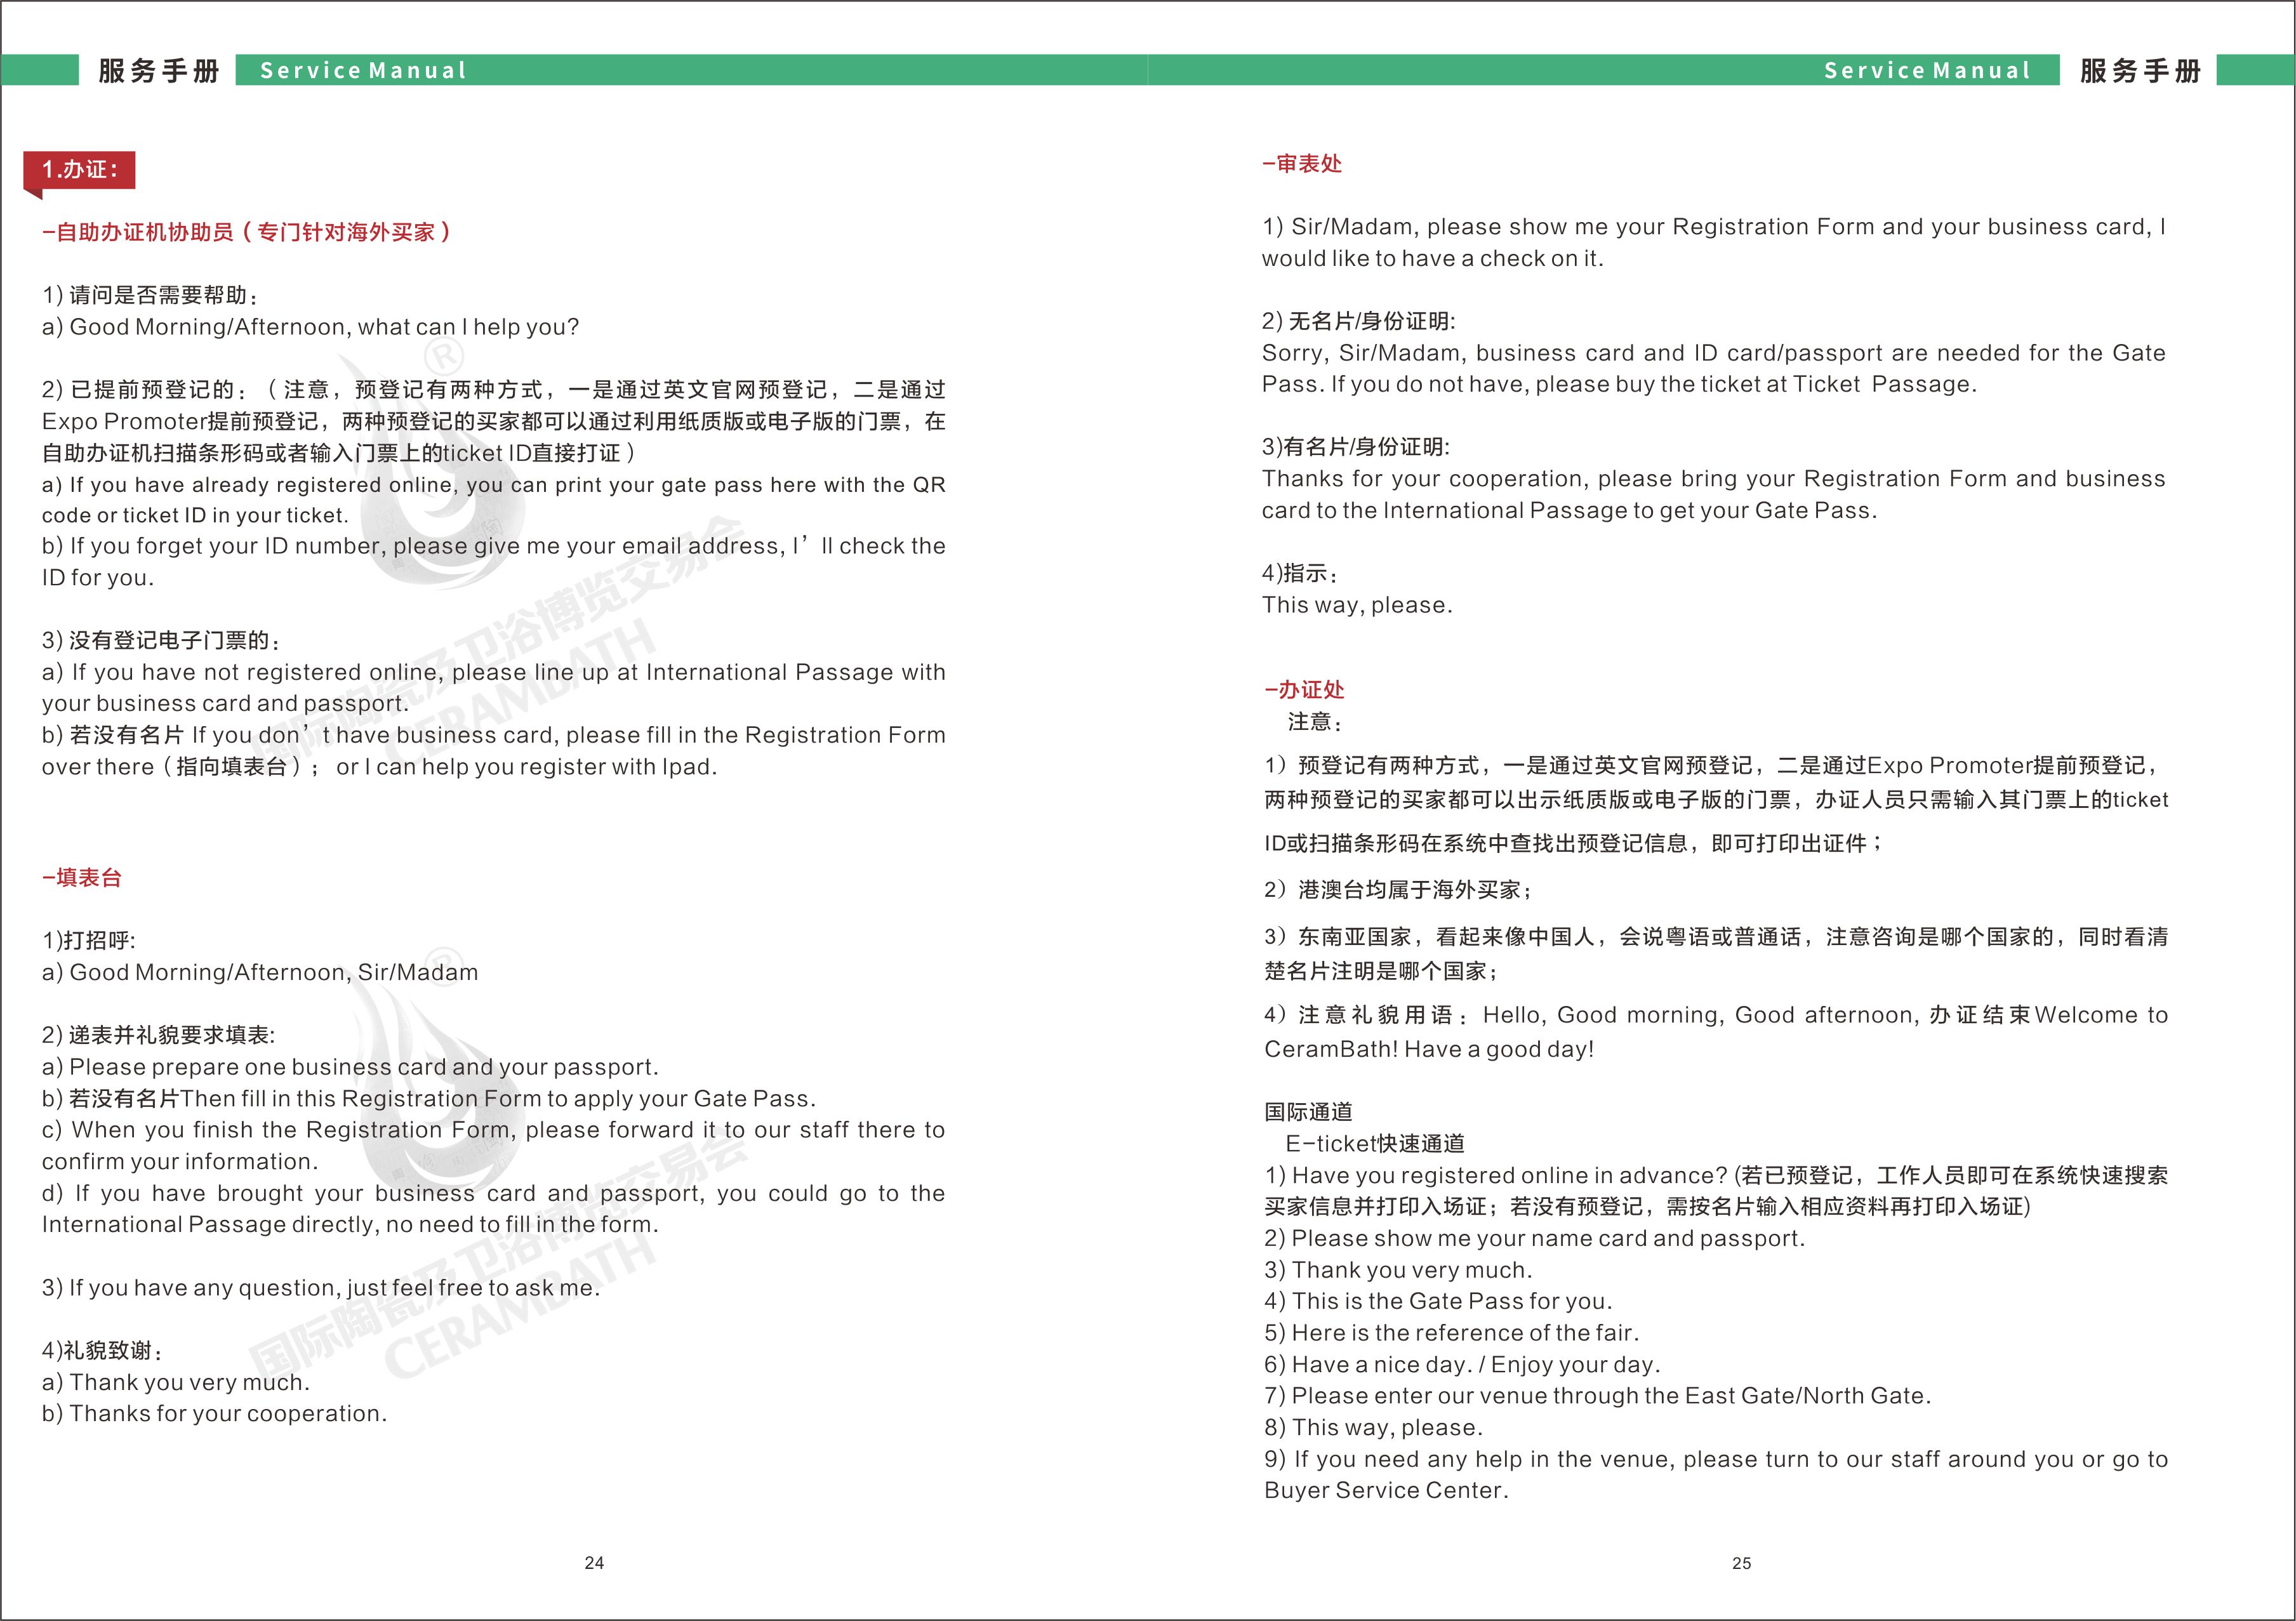 服务手册 Service Manual
1.办证：
-自助办证机协助员（专门针对海外买家）
1) 请问是否需要帮助：
a) Good Morning/Afternoon, what can I help you?
2) 已提前预登记的：（注意，预登记有两种方式，一是通过英文官网预登记，二是通过
Expo Promoter提前预登记，两种预登记的买家都可以通过利用纸质版或电子版的门票，在
自助办证机扫描条形码或者输入门票上的ticket ID直接打证）
a) If you have already registered online, you can print your gate pass here with the QR
code or ticket ID in your ticket.
b) If you forget your ID number, please give me your email address, I’ll check the
ID for you.
3) 没有登记电子门票的：
a) If you have not registered online, please line up at International Passage with
your business card and passport.
b) 若没有名片 If you don’t have business card, please fill in the Registration Form
over there（指向填表台）； or I can help you register with Ipad.
-填表台
1)打招呼:
a) Good Morning/Afternoon, Sir/Madam
2) 递表并礼貌要求填表:
a) Please prepare one business card and your passport.
b) 若没有名片Then fill in this Registration Form to apply your Gate Pass.
c) When you finish the Registration Form, please forward it to our staff there to
confirm your information.
d) If you have brought your business card and passport, you could go to the
International Passage directly, no need to fill in the form.
3) If you have any question, just feel free to ask me.
4)礼貌致谢：
a) Thank you very much.
b) Thanks for your cooperation.
24
®
国际陶瓷及卫浴博览交易会
CERAMBATH
®
国际陶瓷及卫浴博览交易会
CERAMBATH
Service Manual 服务手册
-审表处
1) Sir/Madam, please show me your Registration Form and your business card, I
would like to have a check on it.
2) 无名片/身份证明:
Sorry, Sir/Madam, business card and ID card/passport are needed for the Gate
Pass. If you do not have, please buy the ticket at Ticket Passage.
3)有名片/身份证明:
Thanks for your cooperation, please bring your Registration Form and business
card to the International Passage to get your Gate Pass.
4)指示：
This way, please.
-办证处
注意：
1）预登记有两种方式，一是通过英文官网预登记，二是通过Expo Promoter提前预登记，
两种预登记的买家都可以出示纸质版或电子版的门票，办证人员只需输入其门票上的ticket
ID或扫描条形码在系统中查找出预登记信息，即可打印出证件；
2）港澳台均属于海外买家；
3）东南亚国家，看起来像中国人，会说粤语或普通话，注意咨询是哪个国家的，同时看清
楚名片注明是哪个国家；
4）注意礼貌用语：Hello, Good morning, Good afternoon, 办证结束Welcome to
CeramBath! Have a good day!
国际通道
E-ticket快速通道
1) Have you registered online in advance? (若已预登记，工作人员即可在系统快速搜索
买家信息并打印入场证；若没有预登记，需按名片输入相应资料再打印入场证)
2) Please show me your name card and passport.
3) Thank you very much.
4) This is the Gate Pass for you.
5) Here is the reference of the fair.
6) Have a nice day. / Enjoy your day.
7) Please enter our venue through the East Gate/North Gate.
8) This way, please.
9) If you need any help in the venue, please turn to our staff around you or go to
Buyer Service Center.
25